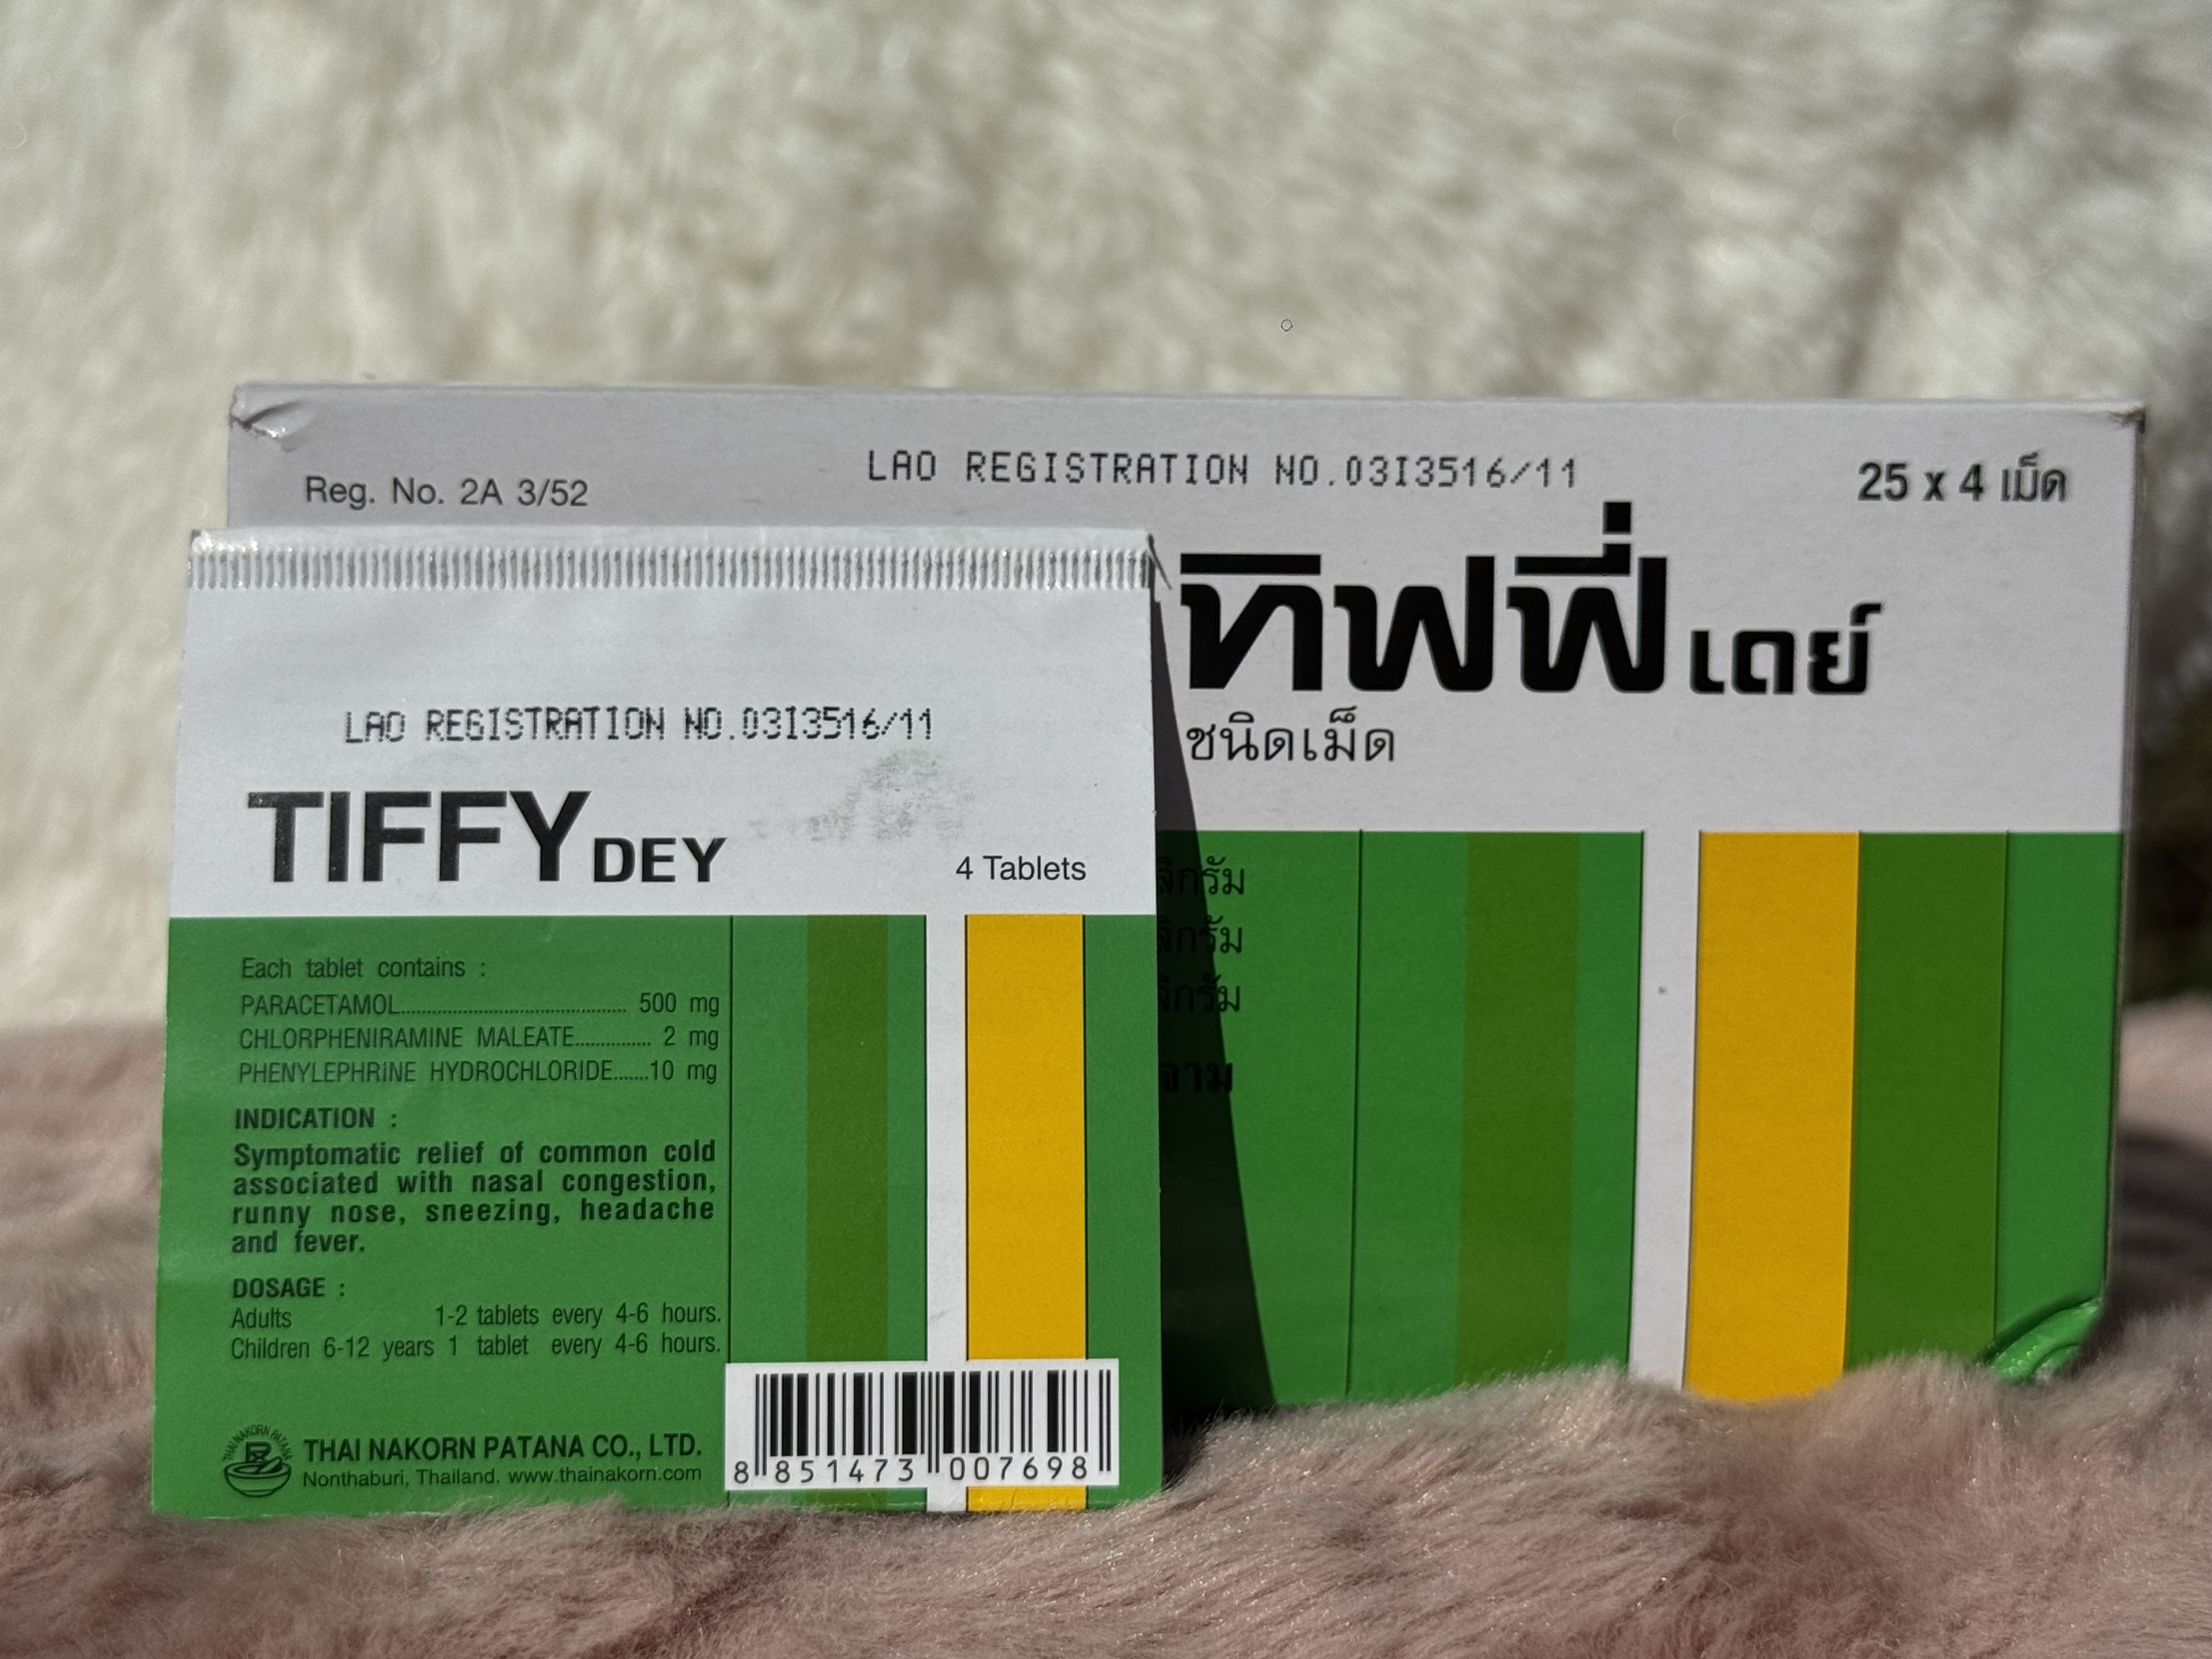 Reg. No. 2A 3/52
LAO REGISTRATION NO.03I3516/11
25 x 4 เม็ด
ทิฟฟี่ เดย์
ชนิดเม็ด
LAO REGISTRATION NO.03I3516/11
TIFFY DEY
4 Tablets
Each tablet contains :
PARACETAMOL.......................................... 500 mg
CHLORPHENIRAMINE MALEATE.............. 2 mg
PHENYLEPHRINE HYDROCHLORIDE......10 mg
INDICATION :
Symptomatic relief of common cold
associated with nasal congestion,
runny nose, sneezing, headache
and fever.
DOSAGE :
Adults 1-2 tablets every 4-6 hours.
Children 6-12 years 1 tablet every 4-6 hours.
THAI NAKORN PATANA
THAI NAKORN PATANA CO., LTD.
Nonthaburi, Thailand. www.thainakorn.com
8 851473 007698